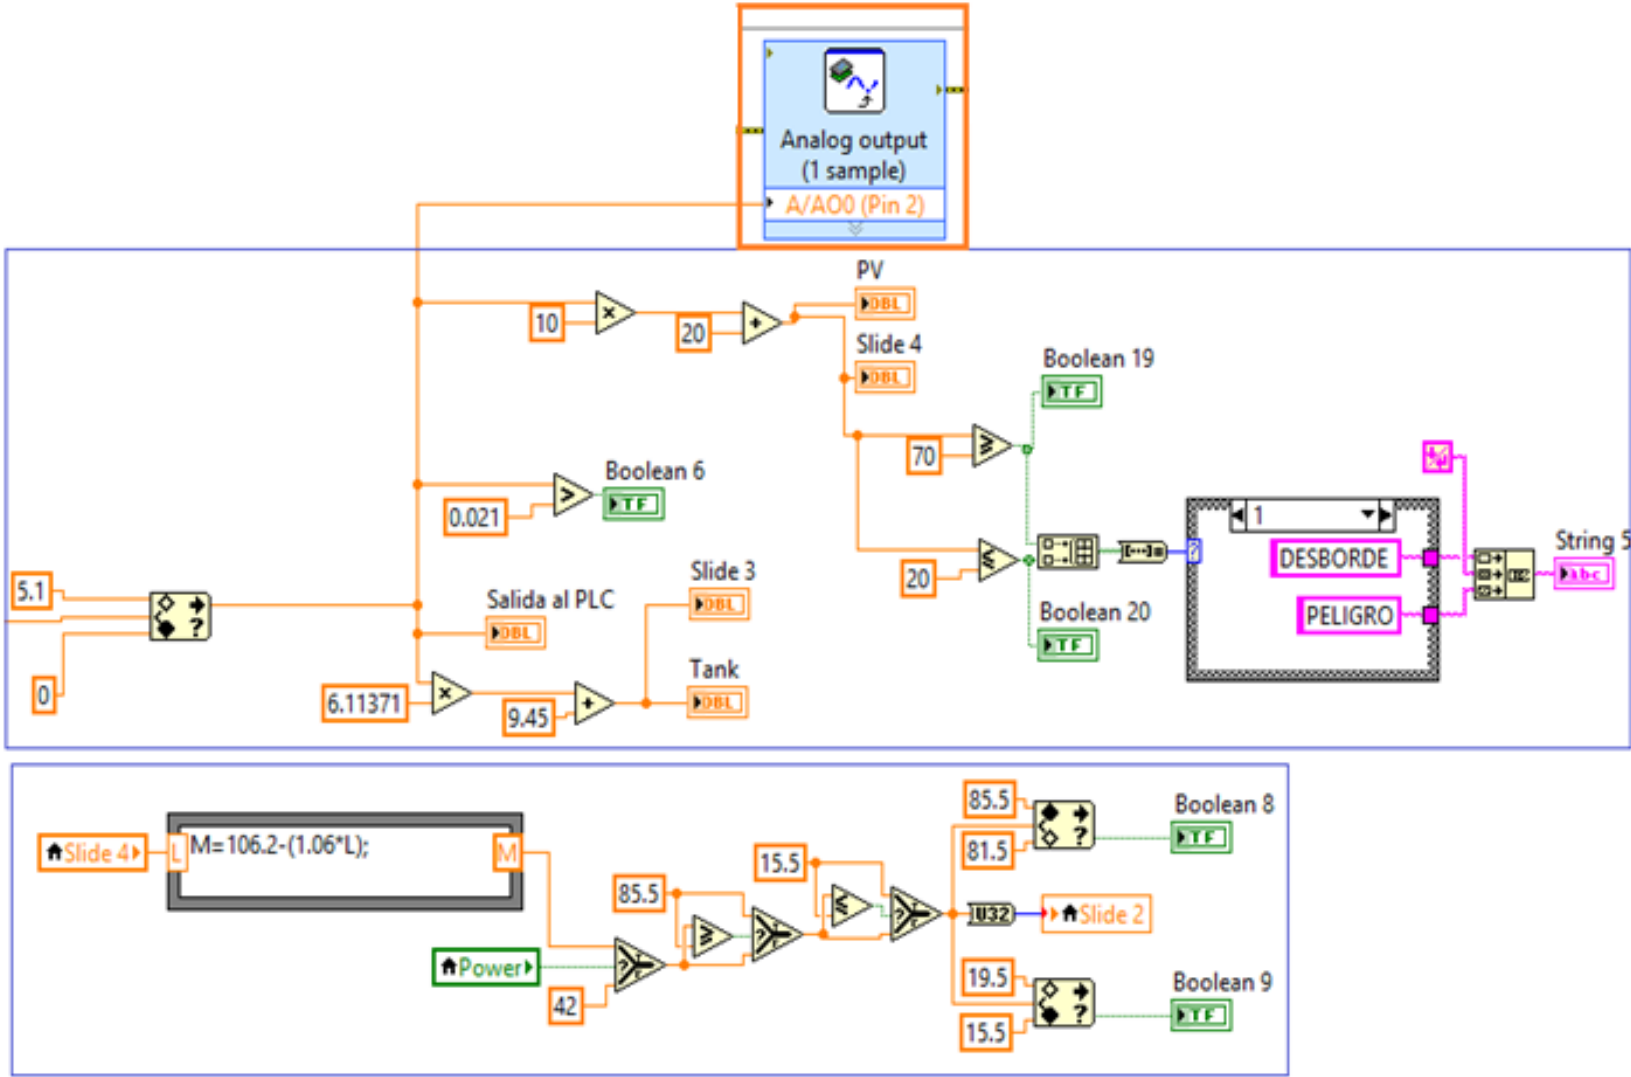 Analog output
(1 sample)
A/AO0 (Pin 2)
PV
DBL
10
20
Slide 4
DBL
Boolean 19
TF
70
Boolean 6
TF
0.021
1
DESBORDE
String 5
abc
20
5.1
Slide 3
DBL
Salida al PLC
DBL
Boolean 20
TF
PELIGRO
0
Tank
DBL
6.11371
9.45
85.5
Boolean 8
TF
Slide 4
L
M=106.2-(1.06*L);
M
15.5
81.5
85.5
U32
Slide 2
Power
19.5
Boolean 9
TF
42
15.5